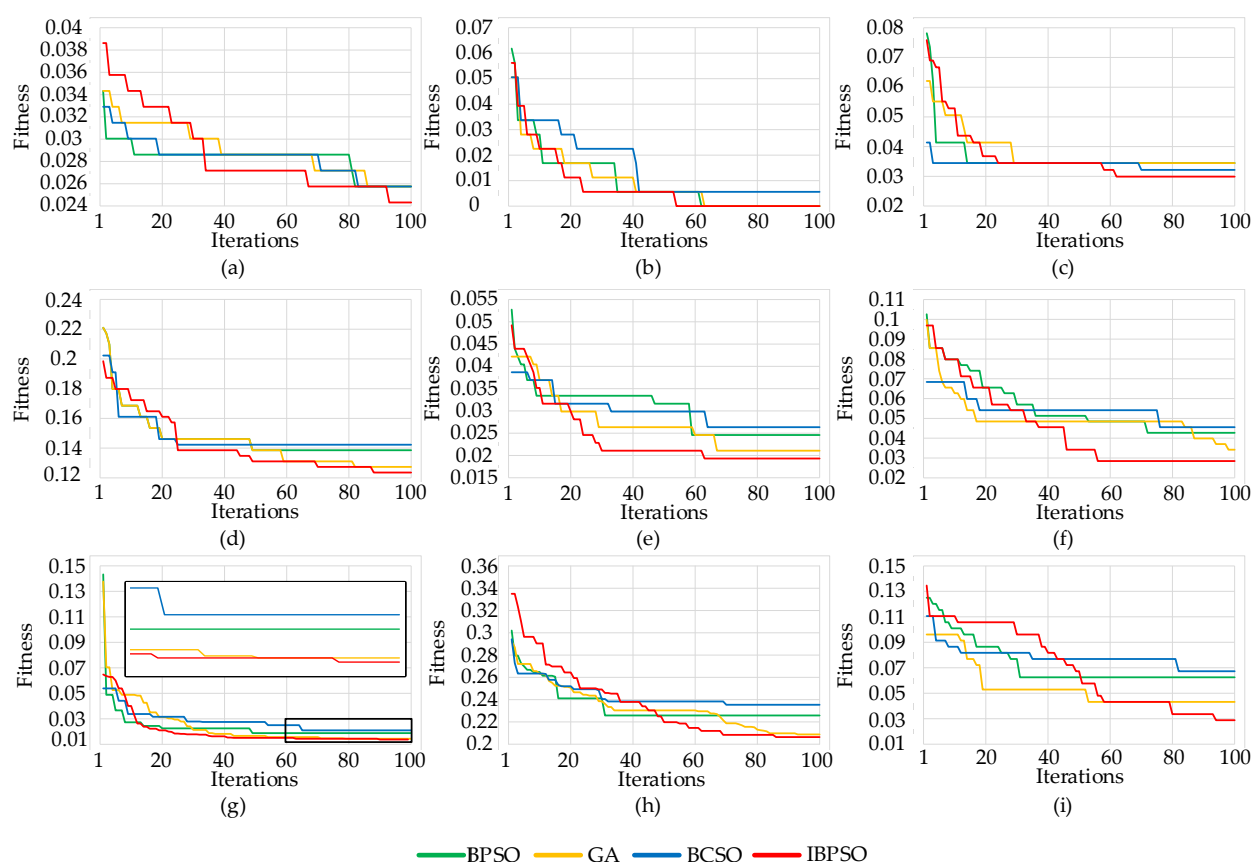 0.04
0.038
0.036
0.034
0.032
0.03
0.028
0.026
0.024
Fitness
1 20 40 60 80 100
Iterations
(a)
0.07
0.06
0.05
0.04
0.03
0.02
0.01
0
Fitness
1 20 40 60 80 100
Iterations
(b)
0.08
0.07
0.06
0.05
0.04
0.03
0.02
Fitness
1 20 40 60 80 100
Iterations
(c)
0.24
0.22
0.2
0.18
0.16
0.14
0.12
Fitness
1 20 40 60 80 100
Iterations
(d)
0.055
0.05
0.045
0.04
0.035
0.03
0.025
0.02
0.015
Fitness
1 20 40 60 80 100
Iterations
(e)
0.11
0.1
0.09
0.08
0.07
0.06
0.05
0.04
0.03
0.02
Fitness
1 20 40 60 80 100
Iterations
(f)
0.15
0.13
0.11
0.09
0.07
0.05
0.03
0.01
Fitness
1 20 40 60 80 100
Iterations
(g)
0.36
0.34
0.32
0.3
0.28
0.26
0.24
0.22
0.2
Fitness
1 20 40 60 80 100
Iterations
(h)
0.15
0.13
0.11
0.09
0.07
0.05
0.03
0.01
Fitness
1 20 40 60 80 100
Iterations
(i)
BPSO GA BCSO IBPSO